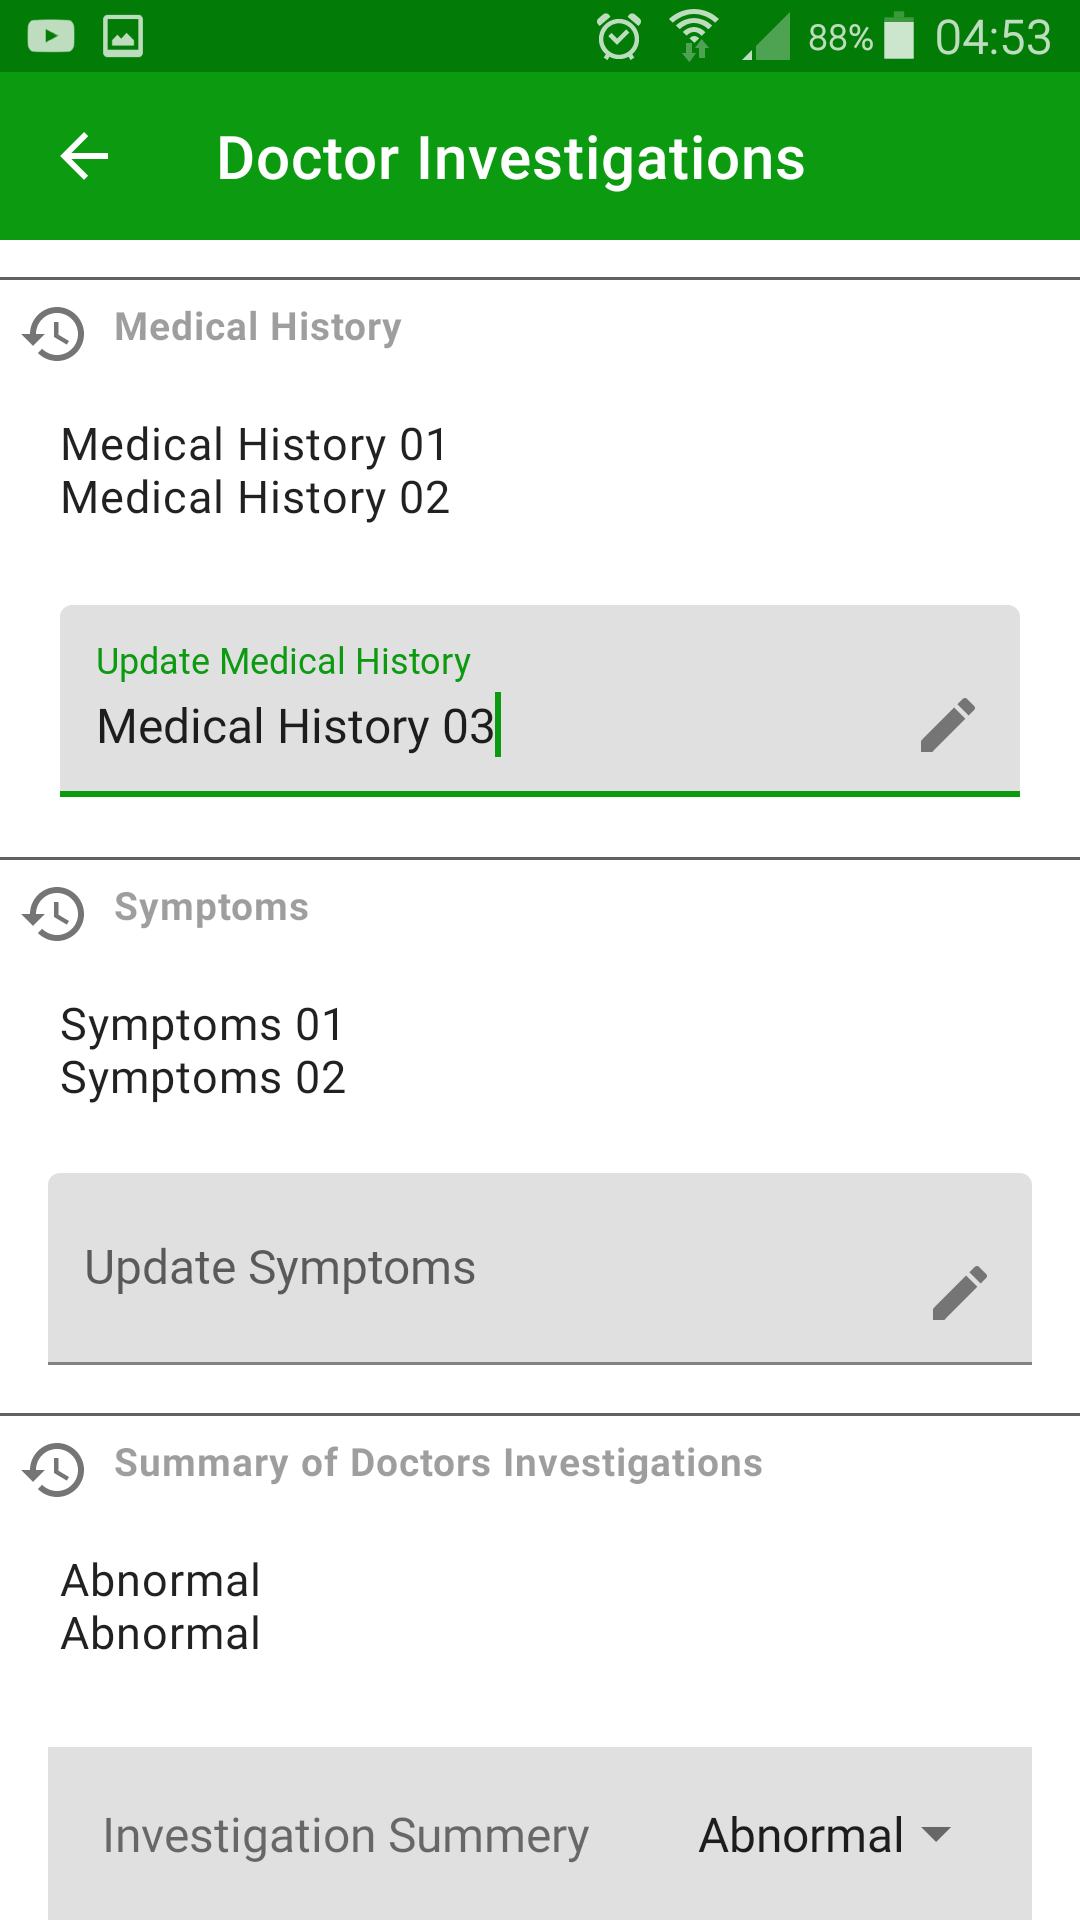 88% 04:53
Doctor Investigations
Medical History
Medical History 01
Medical History 02
Update Medical History
Medical History 03
Symptoms
Symptoms 01
Symptoms 02
Update Symptoms
Summary of Doctors Investigations
Abnormal
Abnormal
Investigation Summery Abnormal